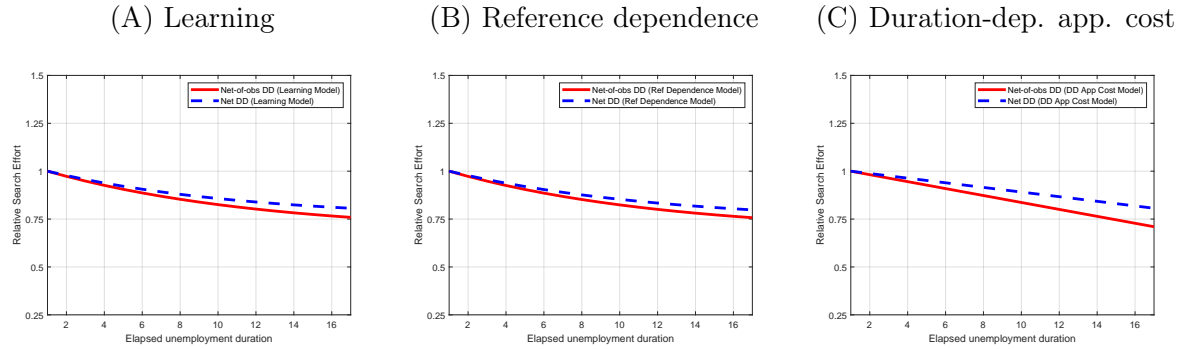 (A) Learning
(B) Reference dependence
(C) Duration-dep. app. cost
Relative Search Effort
1.5
1.25
1
0.75
0.5
0.25
Net-of-obs DD (Learning Model)
Net DD (Learning Model)
2 4 6 8 10 12 14 16
Elapsed unemployment duration
Relative Search Effort
1.5
1.25
1
0.75
0.5
0.25
Net-of-obs DD (Ref Dependence Model)
Net DD (Ref Dependence Model)
2 4 6 8 10 12 14 16
Elapsed unemployment duration
Relative Search Effort
1.5
1.25
1
0.75
0.5
0.25
Net-of-obs DD (DD App Cost Model)
Net DD (DD App Cost Model)
2 4 6 8 10 12 14 16
Elapsed unemployment duration